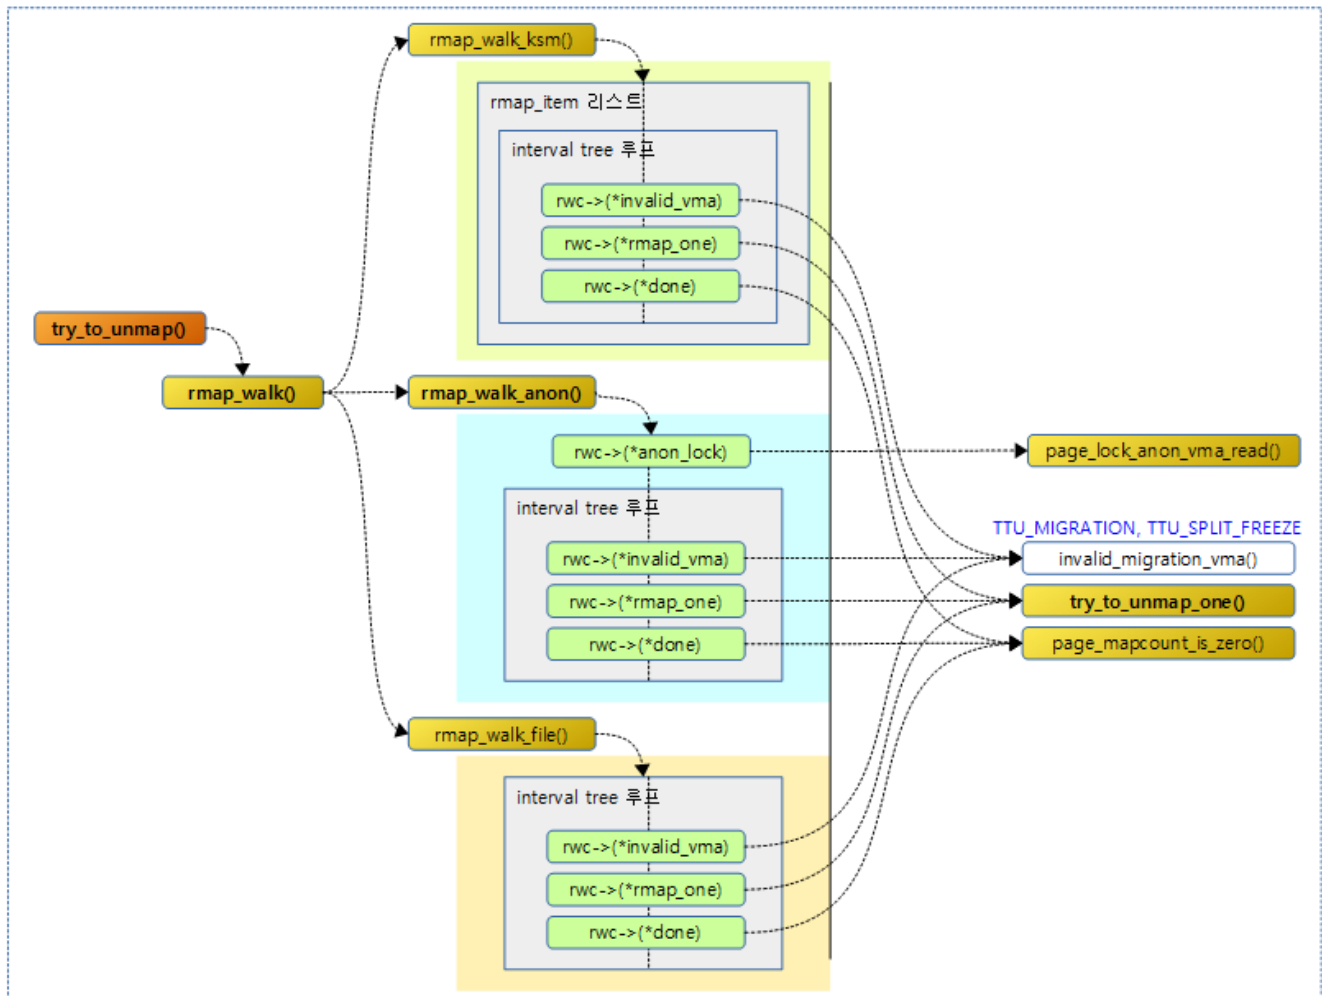 rmap_walk_ksm()
rmap_item 리스트
interval tree 루프
rwc->(*invalid_vma)
rwc->(*rmap_one)
rwc->(*done)
try_to_unmap()
rmap_walk()
rmap_walk_anon()
rwc->(*anon_lock)
page_lock_anon_vma_read()
interval tree 루프
TTU_MIGRATION, TTU_SPLIT_FREEZE
rwc->(*invalid_vma)
invalid_migration_vma()
rwc->(*rmap_one)
try_to_unmap_one()
rwc->(*done)
page_mapcount_is_zero()
rmap_walk_file()
interval tree 루프
rwc->(*invalid_vma)
rwc->(*rmap_one)
rwc->(*done)